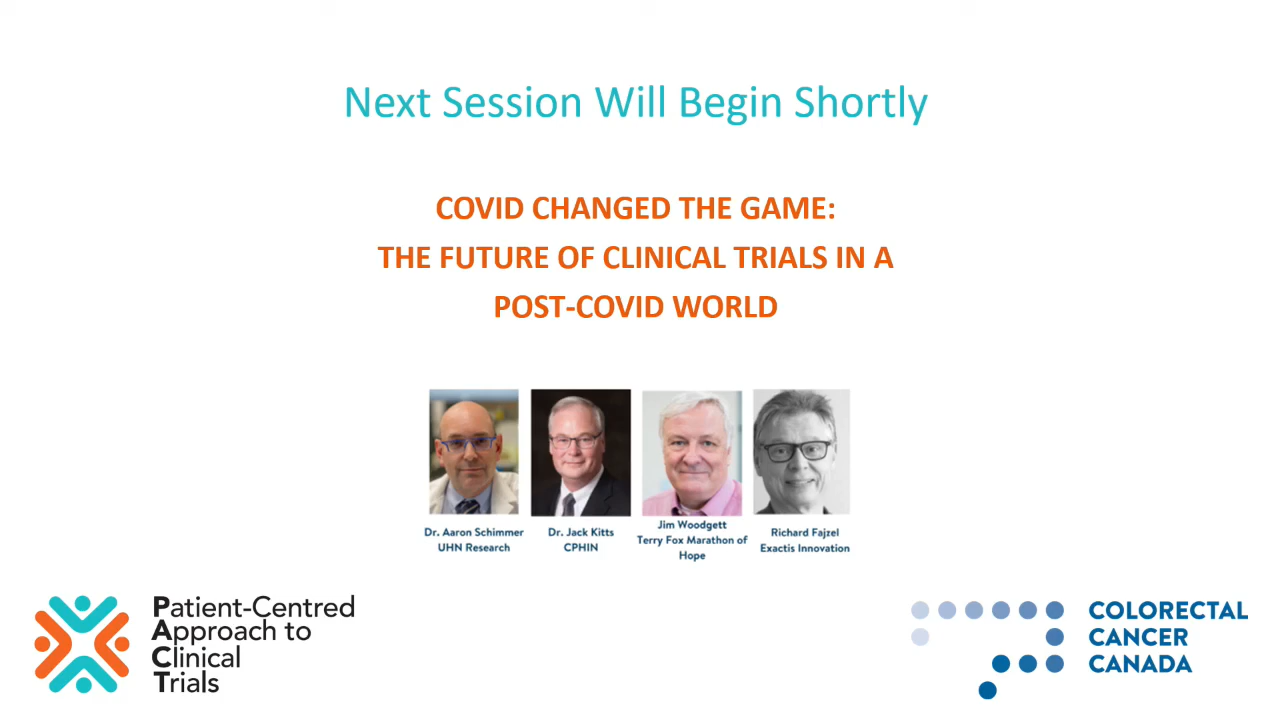 Next Session Will Begin Shortly
COVID CHANGED THE GAME:
THE FUTURE OF CLINICAL TRIALS IN A
POST-COVID WORLD
Dr. Aaron Schimmer
UHN Research
Dr. Jack Kitts
CPHIN
Jim Woodgett
Terry Fox Marathon of
Hope
Richard Fajzel
Exactis Innovation
Patient-Centred
Approach to
Clinical
Trials
COLORECTAL
CANCER
CANADA